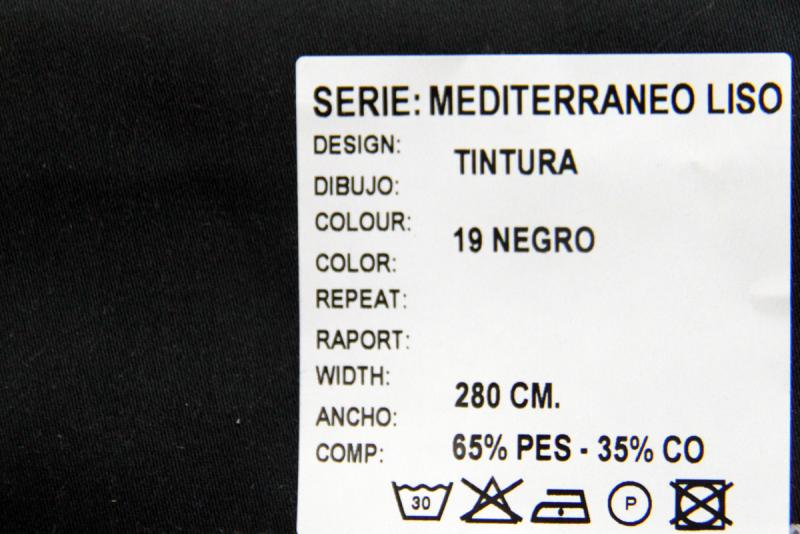 SERIE: MEDITERRANEO LISO
DESIGN:
TINTURA
DIBUJO:
COLOUR:
19 NEGRO
COLOR:
REPEAT:
RAPORT:
WIDTH:
280 CM.
ANCHO:
COMP: 65% PES - 35% CO
30 P